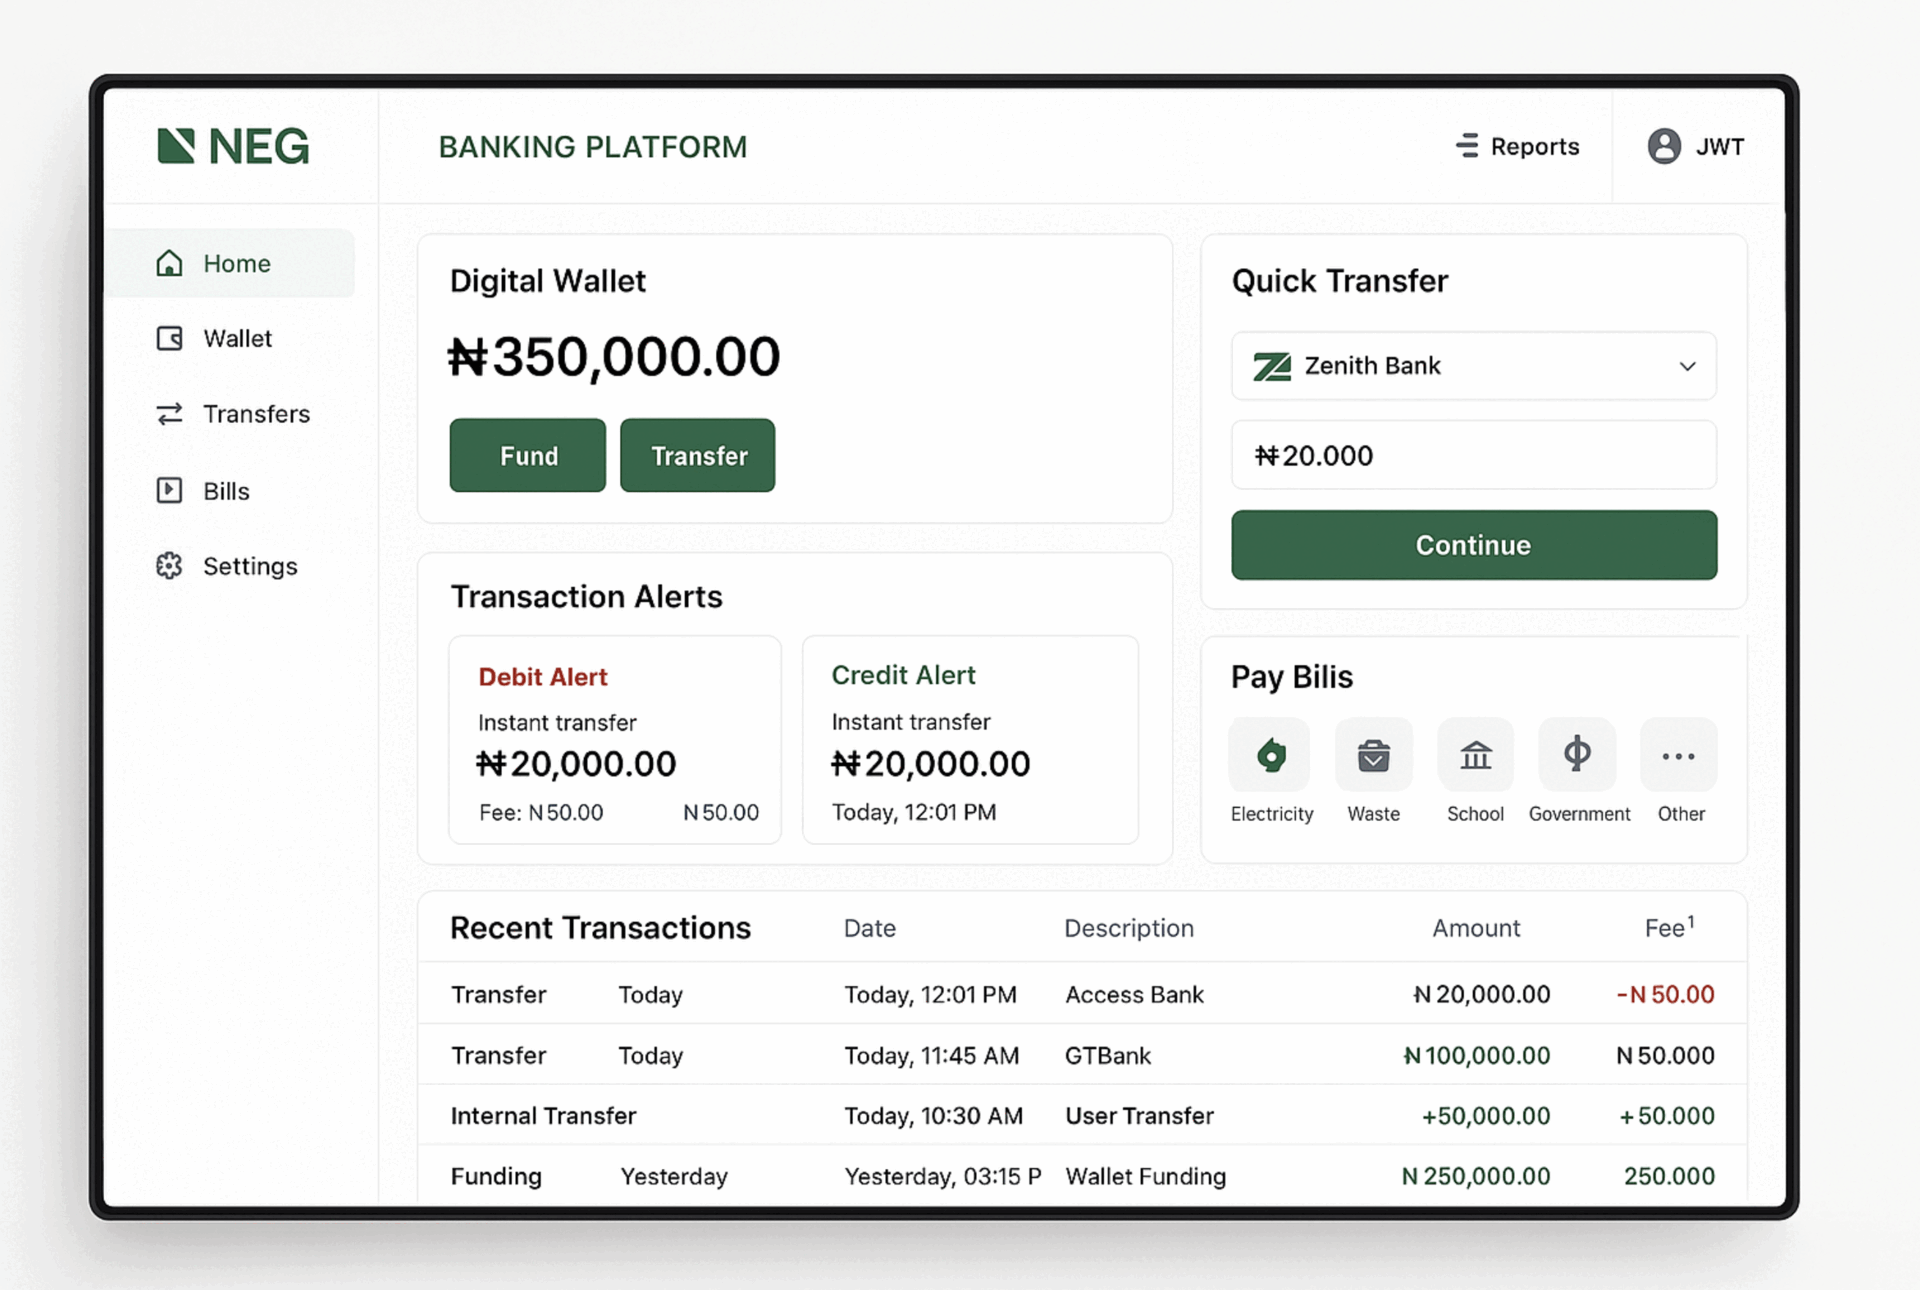 NEG
BANKING PLATFORM
Reports
JWT
Home
Wallet
Transfers
Bills
Settings
Digital Wallet
₦350,000.00
Fund
Transfer
Quick Transfer
Zenith Bank
₦20.000
Continue
Transaction Alerts
Debit Alert
Instant transfer
₦20,000.00
Fee: N50.00 N50.00
Credit Alert
Instant transfer
₦20,000.00
Today, 12:01 PM
Pay Bilis
Electricity
Waste
School
Government
Other
Recent Transactions Date Description Amount Fee¹
Transfer Today Today, 12:01 PM Access Bank ₦20,000.00 -N50.00
Transfer Today Today, 11:45 AM GTBank ₦100,000.00 N50.000
Internal Transfer Today, 10:30 AM User Transfer +50,000.00 +50.000
Funding Yesterday Yesterday, 03:15 P Wallet Funding N250,000.00 250.000